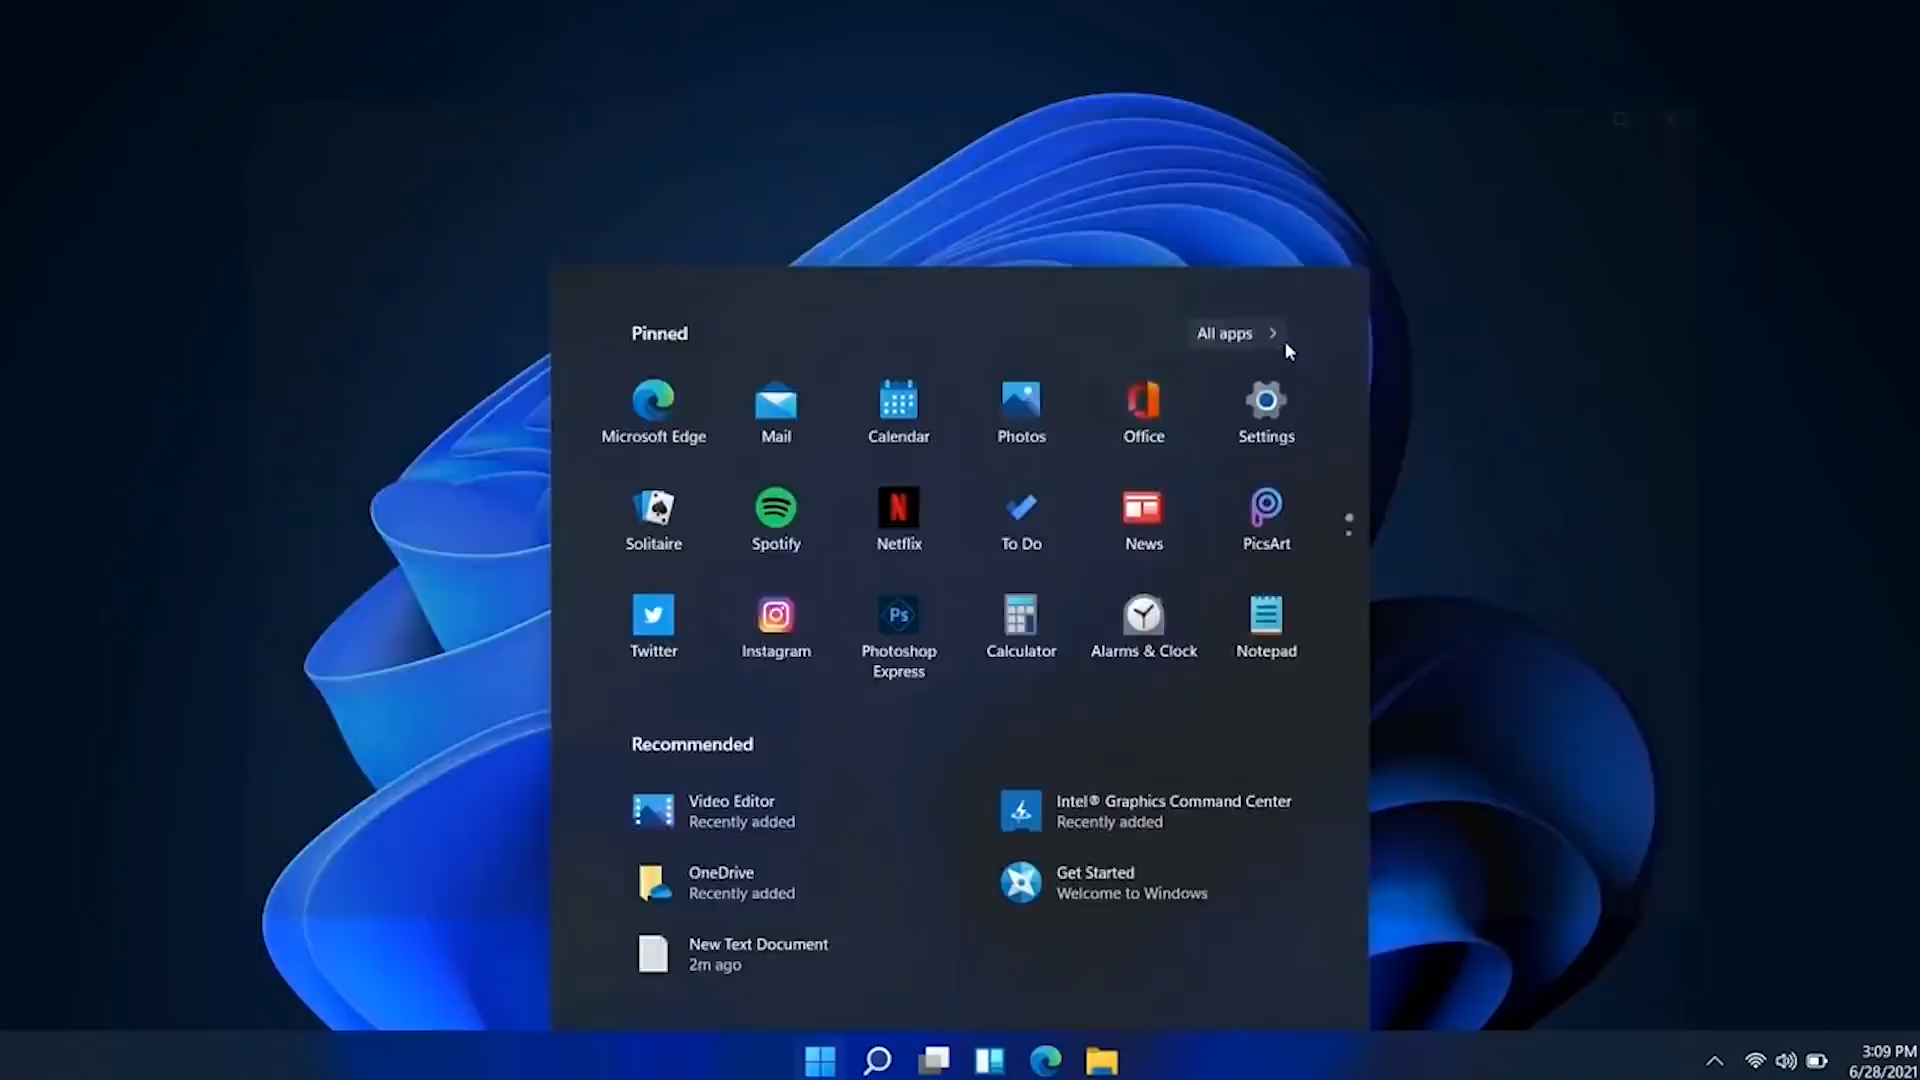 Pinned
All apps
Microsoft Edge
Mail
Calendar
Photos
Office
Settings
Solitaire
Spotify
Netflix
To Do
News
PicsArt
Twitter
Instagram
Ps
Photoshop
Express
Calculator
Alarms & Clock
Notepad
Recommended
Video Editor
Recently added
Intel® Graphics Command Center
Recently added
OneDrive
Recently added
Get Started
Welcome to Windows
New Text Document
2m ago
3:09 PM
6/28/2021